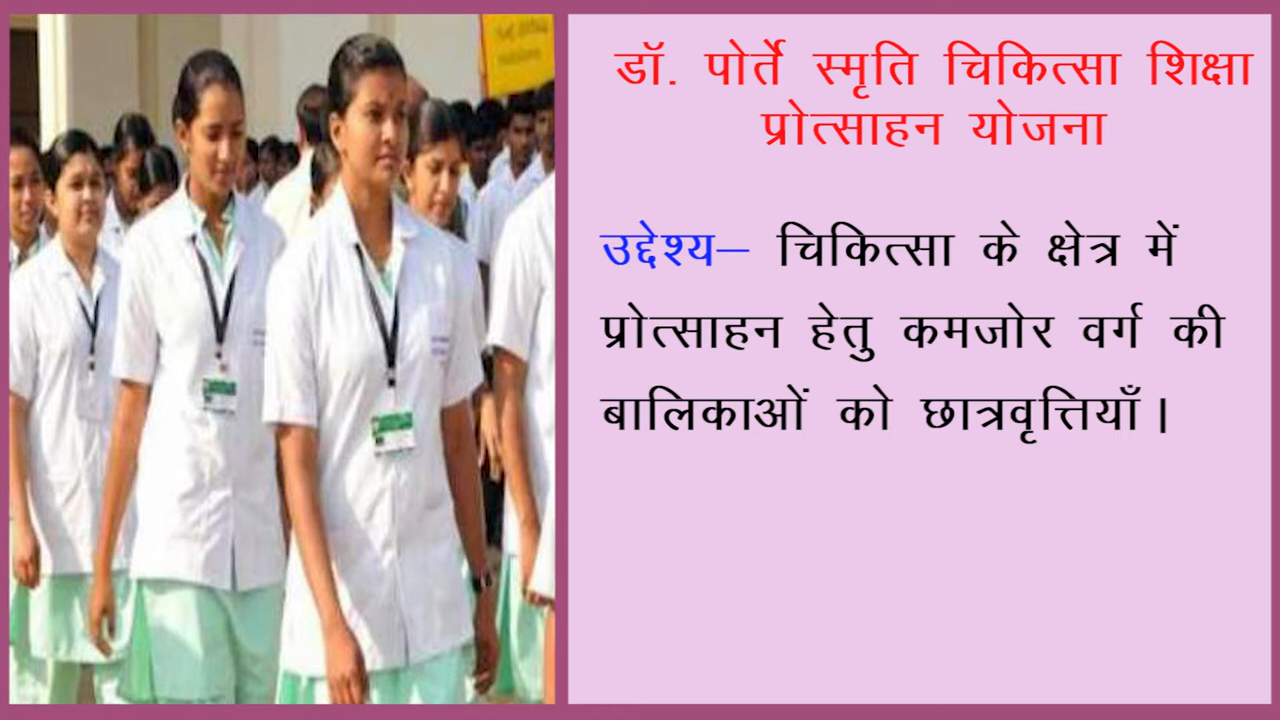 डॉ. पोर्ते स्मृति चिकित्सा शिक्षा
प्रोत्साहन योजना
उद्देश्य– चिकित्सा के क्षेत्र में
प्रोत्साहन हेतु कमजोर वर्ग की
बालिकाओं को छात्रवृत्तियाँ।